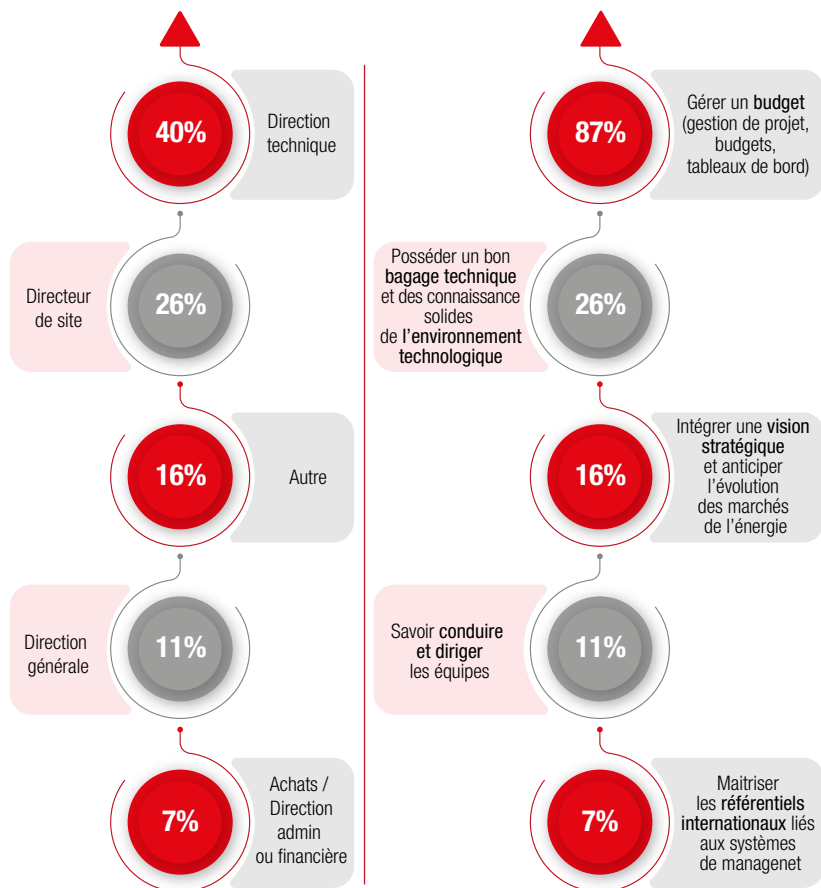 40%
Direction
technique
26%
Directeur
de site
16%
Autre
11%
Direction
générale
7%
Achats /
Direction
admin
ou financière
87%
Gérer un budget
(gestion de projet,
budgets,
tableaux de bord)
Posséder un bon
bagage technique
et des connaissance
solides
de l'environnement
technologique
26%
16%
Intégrer une vision
stratégique
et anticiper
l'évolution
des marchés
de l'énergie
Savoir conduire
et diriger
les équipes
11%
7%
Maitriser
les référentiels
internationaux liés
aux systèmes
de managenet